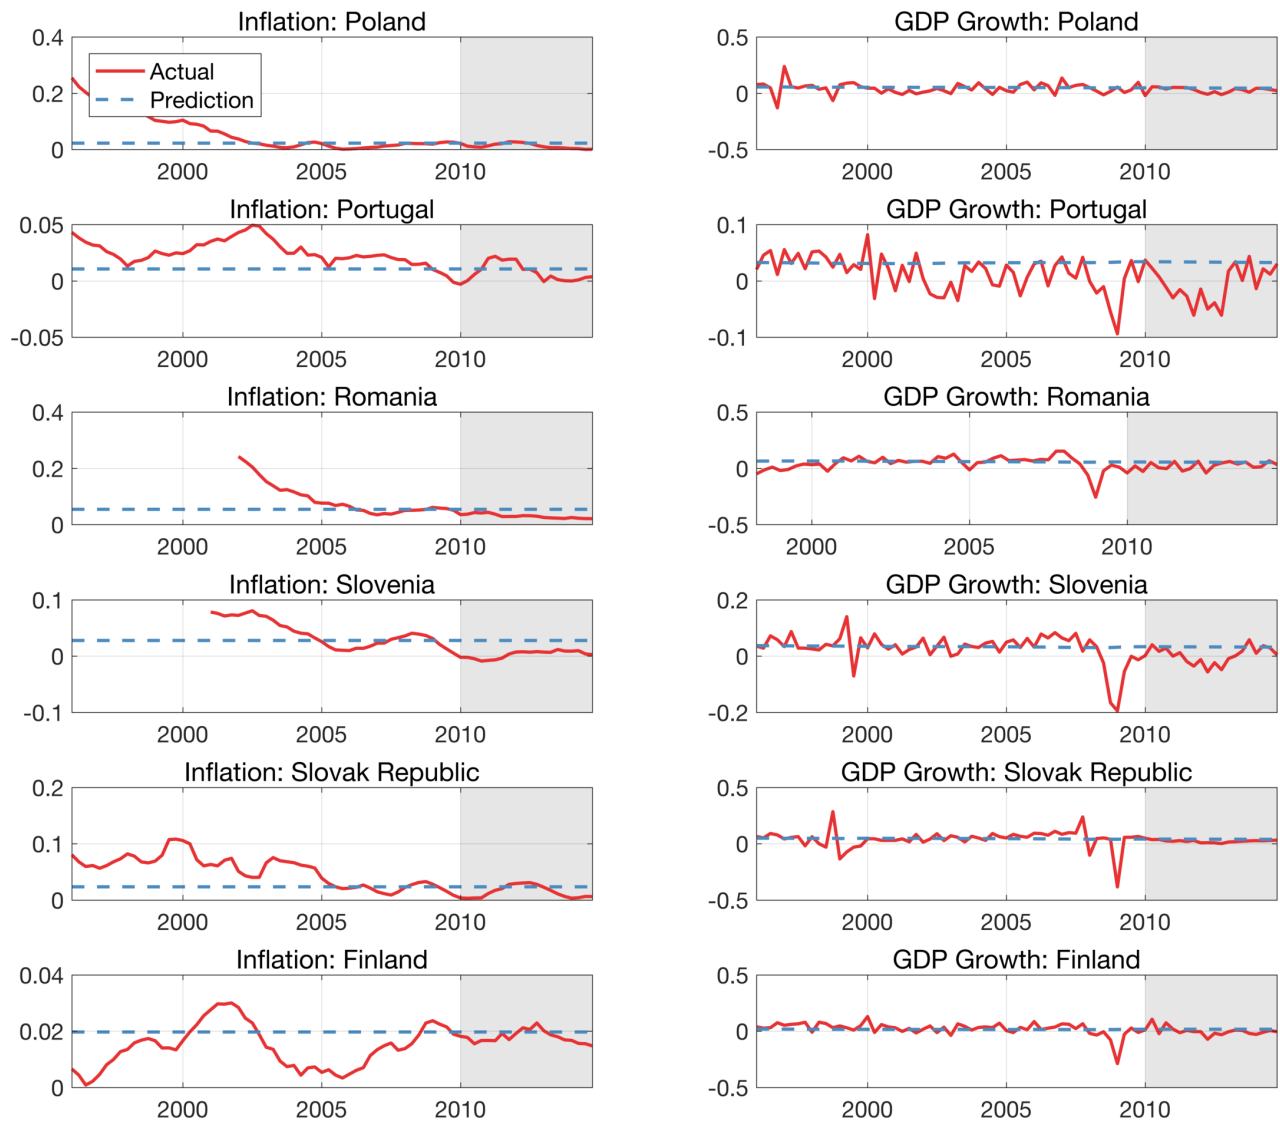 Inflation: Poland
0.4
0.2
0
Actual
Prediction
2000 2005 2010
GDP Growth: Poland
0.5
0
-0.5
2000 2005 2010
Inflation: Portugal
0.05
0
-0.05
2000 2005 2010
GDP Growth: Portugal
0.1
0
-0.1
2000 2005 2010
Inflation: Romania
0.4
0.2
0
2000 2005 2010
GDP Growth: Romania
0.5
0
-0.5
2000 2005 2010
Inflation: Slovenia
0.1
0
-0.1
2000 2005 2010
GDP Growth: Slovenia
0.2
0
-0.2
2000 2005 2010
Inflation: Slovak Republic
0.2
0.1
0
2000 2005 2010
GDP Growth: Slovak Republic
0.5
0
-0.5
2000 2005 2010
Inflation: Finland
0.04
0.02
0
2000 2005 2010
GDP Growth: Finland
0.5
0
-0.5
2000 2005 2010